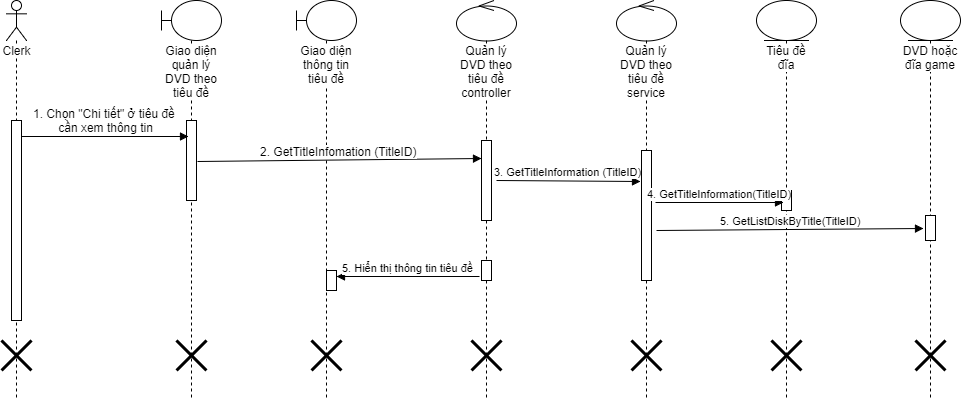 Clerk
Giao diện
quản lý
DVD theo
tiêu đề
Giao diện
thông tin
tiêu đề
Quản lý
DVD theo
tiêu đề
controller
Quản lý
DVD theo
tiêu đề
service
Tiêu đề
đĩa
DVD hoặc
đĩa game
1. Chọn "Chi tiết" ở tiêu đề
cần xem thông tin
2. GetTitleInfomation (TitleID)
3. GetTitleInformation (TitleID)
4. GetTitleInformation(TitleID)
5. GetListDiskByTitle(TitleID)
5. Hiển thị thông tin tiêu đề